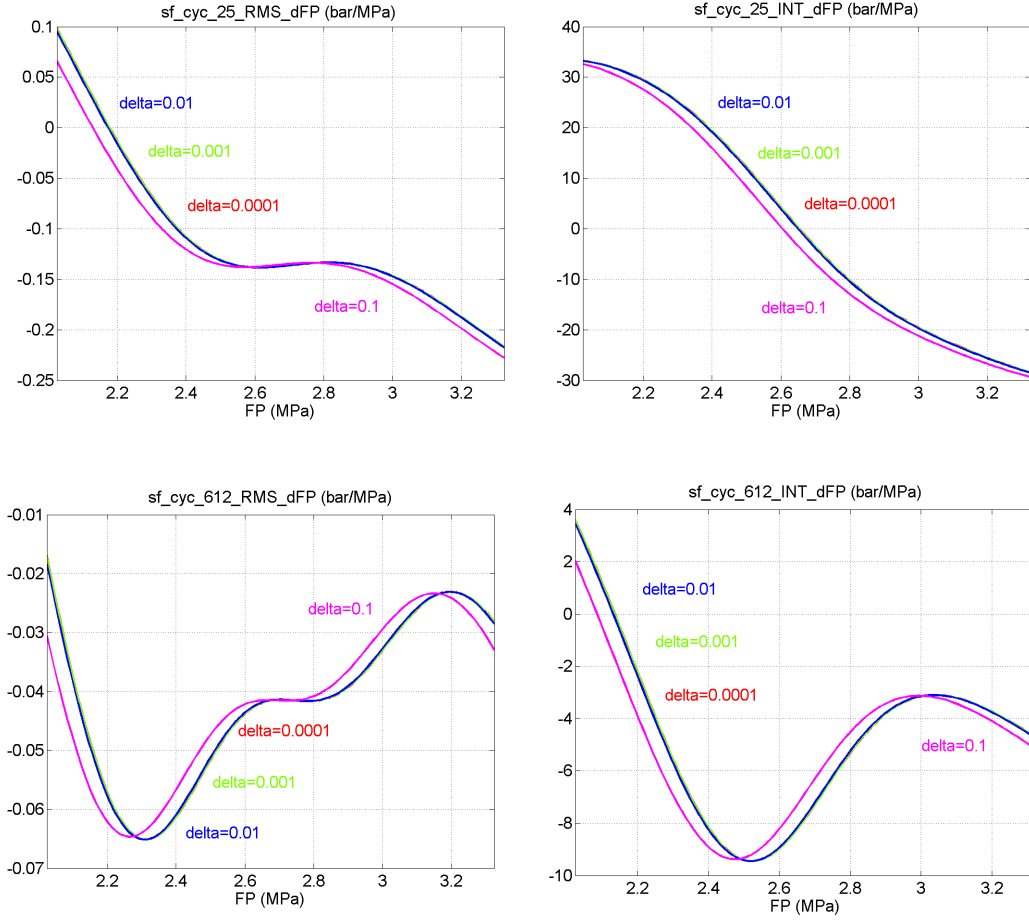 sf_cyc_25_RMS_dFP (bar/MPa)
0.1
0.05
0
-0.05
-0.1
-0.15
-0.2
-0.25
delta=0.01
delta=0.001
delta=0.0001
delta=0.1
2.2 2.4 2.6 2.8 3 3.2
FP (MPa)
sf_cyc_25_INT_dFP (bar/MPa)
40
30
20
10
0
-10
-20
-30
delta=0.01
delta=0.001
delta=0.0001
delta=0.1
2.2 2.4 2.6 2.8 3 3.2
FP (MPa)
sf_cyc_612_RMS_dFP (bar/MPa)
-0.01
-0.02
-0.03
-0.04
-0.05
-0.06
-0.07
delta=0.1
delta=0.0001
delta=0.001
delta=0.01
2.2 2.4 2.6 2.8 3 3.2
FP (MPa)
sf_cyc_612_INT_dFP (bar/MPa)
4
2
0
-2
-4
-6
-8
-10
delta=0.01
delta=0.001
delta=0.0001
delta=0.1
2.2 2.4 2.6 2.8 3 3.2
FP (MPa)